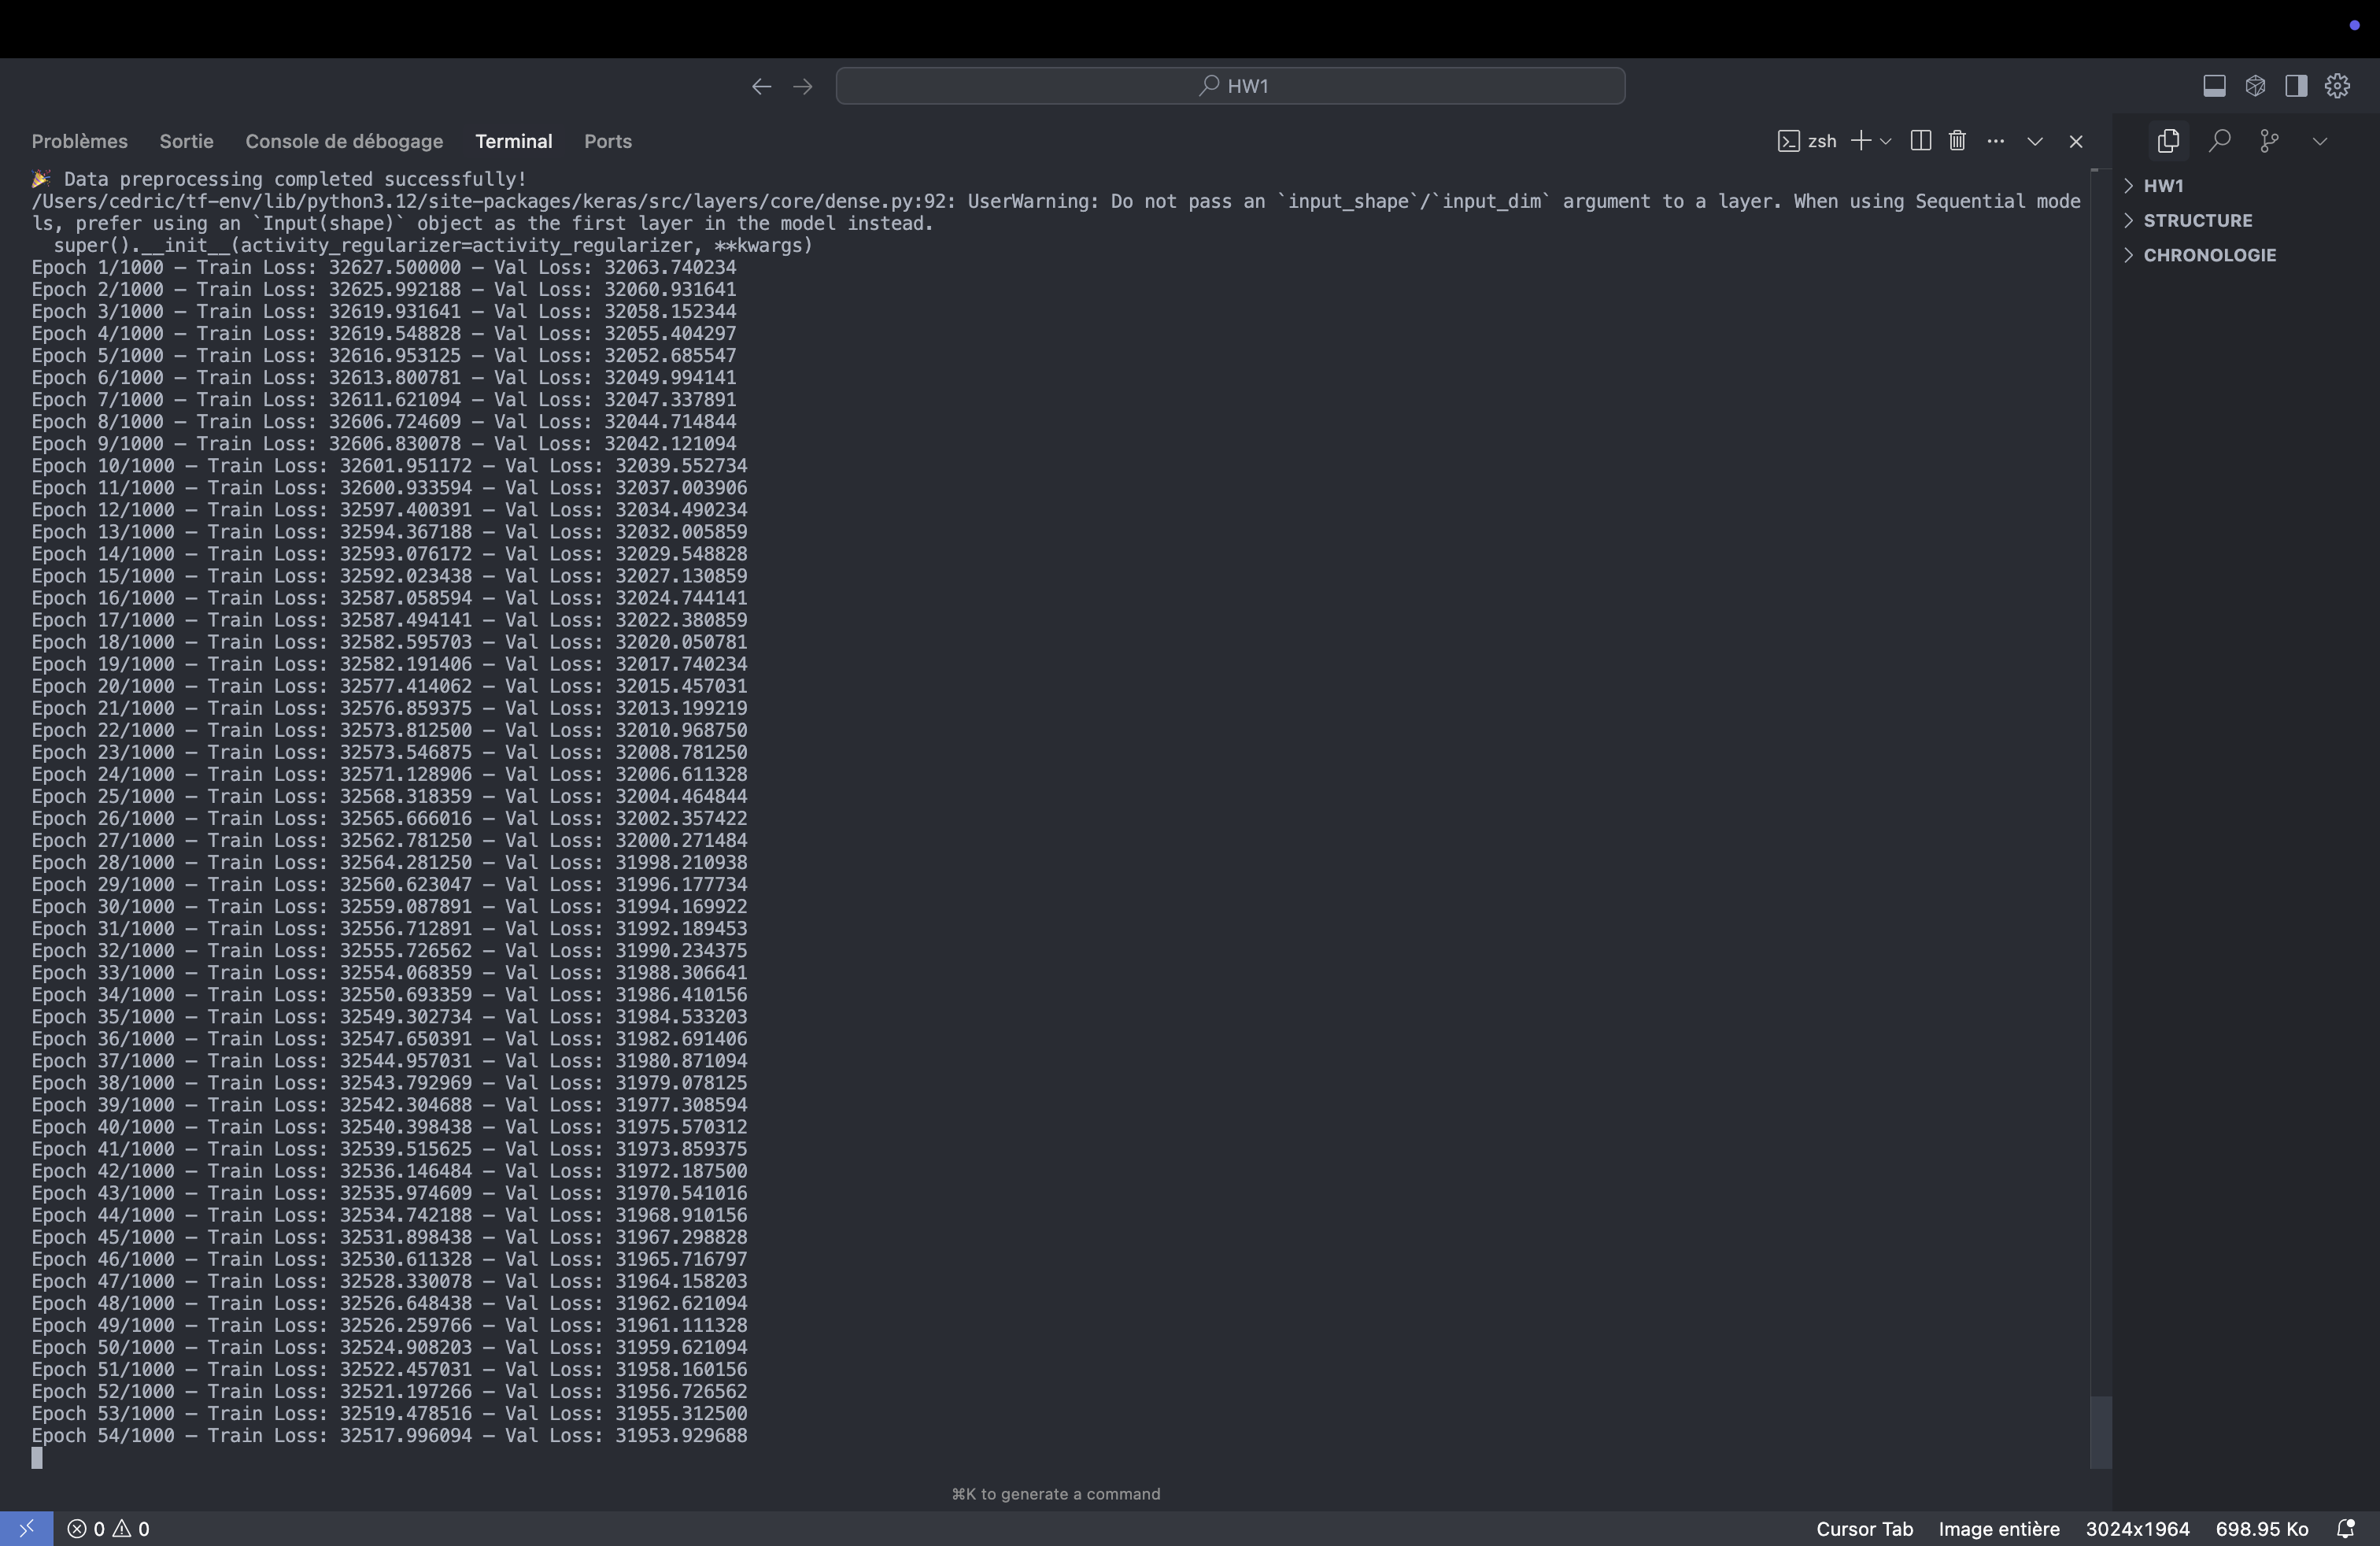 HW1
Problèmes Sortie Console de débogage Terminal Ports
zsh
🎉 Data preprocessing completed successfully!
/Users/cedric/tf-env/lib/python3.12/site-packages/keras/src/layers/core/dense.py:92: UserWarning: Do not pass an `input_shape`/`input_dim` argument to a layer. When using Sequential mode
ls, prefer using an `Input(shape)` object as the first layer in the model instead.
  super().__init__(activity_regularizer=activity_regularizer, **kwargs)
Epoch 1/1000 — Train Loss: 32627.500000 — Val Loss: 32063.740234
Epoch 2/1000 — Train Loss: 32625.992188 — Val Loss: 32060.931641
Epoch 3/1000 — Train Loss: 32619.931641 — Val Loss: 32058.152344
Epoch 4/1000 — Train Loss: 32619.548828 — Val Loss: 32055.404297
Epoch 5/1000 — Train Loss: 32616.953125 — Val Loss: 32052.685547
Epoch 6/1000 — Train Loss: 32613.800781 — Val Loss: 32049.994141
Epoch 7/1000 — Train Loss: 32611.621094 — Val Loss: 32047.337891
Epoch 8/1000 — Train Loss: 32606.724609 — Val Loss: 32044.714844
Epoch 9/1000 — Train Loss: 32606.830078 — Val Loss: 32042.121094
Epoch 10/1000 — Train Loss: 32601.951172 — Val Loss: 32039.552734
Epoch 11/1000 — Train Loss: 32600.933594 — Val Loss: 32037.003906
Epoch 12/1000 — Train Loss: 32597.400391 — Val Loss: 32034.490234
Epoch 13/1000 — Train Loss: 32594.367188 — Val Loss: 32032.005859
Epoch 14/1000 — Train Loss: 32593.076172 — Val Loss: 32029.548828
Epoch 15/1000 — Train Loss: 32592.023438 — Val Loss: 32027.130859
Epoch 16/1000 — Train Loss: 32587.058594 — Val Loss: 32024.744141
Epoch 17/1000 — Train Loss: 32587.494141 — Val Loss: 32022.380859
Epoch 18/1000 — Train Loss: 32582.595703 — Val Loss: 32020.050781
Epoch 19/1000 — Train Loss: 32582.191406 — Val Loss: 32017.740234
Epoch 20/1000 — Train Loss: 32577.414062 — Val Loss: 32015.457031
Epoch 21/1000 — Train Loss: 32576.859375 — Val Loss: 32013.199219
Epoch 22/1000 — Train Loss: 32573.812500 — Val Loss: 32010.968750
Epoch 23/1000 — Train Loss: 32573.546875 — Val Loss: 32008.781250
Epoch 24/1000 — Train Loss: 32571.128906 — Val Loss: 32006.611328
Epoch 25/1000 — Train Loss: 32568.318359 — Val Loss: 32004.464844
Epoch 26/1000 — Train Loss: 32565.666016 — Val Loss: 32002.357422
Epoch 27/1000 — Train Loss: 32562.781250 — Val Loss: 32000.271484
Epoch 28/1000 — Train Loss: 32564.281250 — Val Loss: 31998.210938
Epoch 29/1000 — Train Loss: 32560.623047 — Val Loss: 31996.177734
Epoch 30/1000 — Train Loss: 32559.087891 — Val Loss: 31994.169922
Epoch 31/1000 — Train Loss: 32556.712891 — Val Loss: 31992.189453
Epoch 32/1000 — Train Loss: 32555.726562 — Val Loss: 31990.234375
Epoch 33/1000 — Train Loss: 32554.068359 — Val Loss: 31988.306641
Epoch 34/1000 — Train Loss: 32550.693359 — Val Loss: 31986.410156
Epoch 35/1000 — Train Loss: 32549.302734 — Val Loss: 31984.533203
Epoch 36/1000 — Train Loss: 32547.650391 — Val Loss: 31982.691406
Epoch 37/1000 — Train Loss: 32544.957031 — Val Loss: 31980.871094
Epoch 38/1000 — Train Loss: 32543.792969 — Val Loss: 31979.078125
Epoch 39/1000 — Train Loss: 32542.304688 — Val Loss: 31977.308594
Epoch 40/1000 — Train Loss: 32540.398438 — Val Loss: 31975.570312
Epoch 41/1000 — Train Loss: 32539.515625 — Val Loss: 31973.859375
Epoch 42/1000 — Train Loss: 32536.146484 — Val Loss: 31972.187500
Epoch 43/1000 — Train Loss: 32535.974609 — Val Loss: 31970.541016
Epoch 44/1000 — Train Loss: 32534.742188 — Val Loss: 31968.910156
Epoch 45/1000 — Train Loss: 32531.898438 — Val Loss: 31967.298828
Epoch 46/1000 — Train Loss: 32530.611328 — Val Loss: 31965.716797
Epoch 47/1000 — Train Loss: 32528.330078 — Val Loss: 31964.158203
Epoch 48/1000 — Train Loss: 32526.648438 — Val Loss: 31962.621094
Epoch 49/1000 — Train Loss: 32526.259766 — Val Loss: 31961.111328
Epoch 50/1000 — Train Loss: 32524.908203 — Val Loss: 31959.621094
Epoch 51/1000 — Train Loss: 32522.457031 — Val Loss: 31958.160156
Epoch 52/1000 — Train Loss: 32521.197266 — Val Loss: 31956.726562
Epoch 53/1000 — Train Loss: 32519.478516 — Val Loss: 31955.312500
Epoch 54/1000 — Train Loss: 32517.996094 — Val Loss: 31953.929688
⌘K to generate a command
HW1
STRUCTURE
CHRONOLOGIE
0 0
Cursor Tab Image entière 3024x1964 698.95 Ko